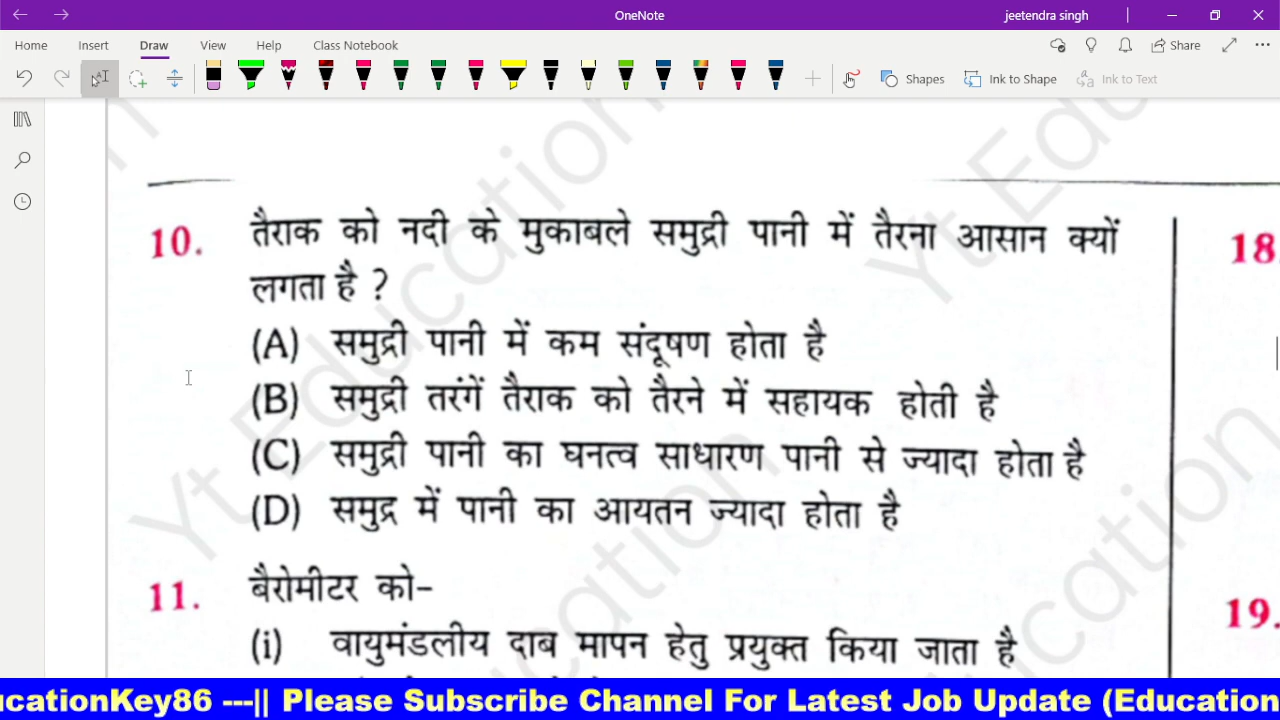 OneNote
jeetendra singh
Home Insert Draw View Help Class Notebook
Share
Shapes Ink to Shape Ink to Text
10. तैराक को नदी के मुकाबले समुद्री पानी में तैरना आसान क्यों
लगता है ?
(A) समुद्री पानी में कम संदूषण होता है
(B) समुद्री तरंगें तैराक को तैरने में सहायक होती है
(C) समुद्री पानी का घनत्व साधारण पानी से ज्यादा होता है
(D) समुद्र में पानी का आयतन ज्यादा होता है
11. बैरोमीटर को–
(i) वायुमंडलीय दाब मापन हेतु प्रयुक्त किया जाता है
18.
19.
Yt Education
ucationKey86 ---|| Please Subscribe Channel For Latest Job Update (Education